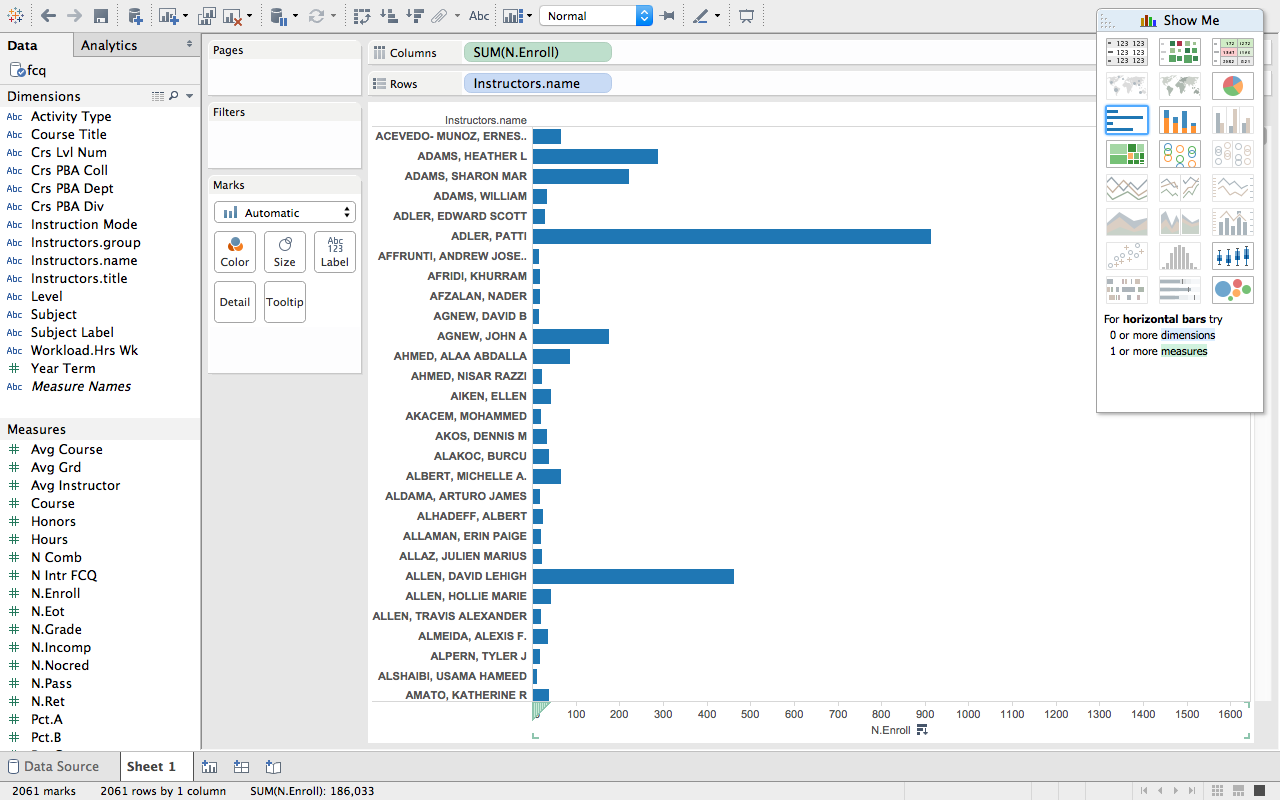 Abc
Normal
Show Me
Data
Analytics
fcq
Dimensions
Abc Activity Type
Abc Course Title
Abc Crs Lvl Num
Abc Crs PBA Coll
Abc Crs PBA Dept
Abc Crs PBA Div
Abc Instruction Mode
Abc Instructors.group
Abc Instructors.name
Abc Instructors.title
Abc Level
Abc Subject
Abc Subject Label
Abc Workload.Hrs Wk
# Year Term
Abc Measure Names
Measures
# Avg Course
# Avg Grd
# Avg Instructor
# Course
# Honors
# Hours
# N Comb
# N Intr FCQ
# N.Enroll
# N.Eot
# N.Grade
# N.Incomp
# N.Nocred
# N.Pass
# N.Ret
# Pct.A
# Pct.B
Pages
Filters
Marks
Automatic
Color
Size
Abc
123
Label
Detail
Tooltip
Columns
SUM(N.Enroll)
Rows
Instructors.name
Instructors.name
ACEVEDO- MUNOZ, ERNES..
ADAMS, HEATHER L
ADAMS, SHARON MAR
ADAMS, WILLIAM
ADLER, EDWARD SCOTT
ADLER, PATTI
AFFRUNTI, ANDREW JOSE..
AFRIDI, KHURRAM
AFZALAN, NADER
AGNEW, DAVID B
AGNEW, JOHN A
AHMED, ALAA ABDALLA
AHMED, NISAR RAZZI
AIKEN, ELLEN
AKACEM, MOHAMMED
AKOS, DENNIS M
ALAKOC, BURCU
ALBERT, MICHELLE A.
ALDAMA, ARTURO JAMES
ALHADEFF, ALBERT
ALLAMAN, ERIN PAIGE
ALLAZ, JULIEN MARIUS
ALLEN, DAVID LEHIGH
ALLEN, HOLLIE MARIE
ALLEN, TRAVIS ALEXANDER
ALMEIDA, ALEXIS F.
ALPERN, TYLER J
ALSHAIBI, USAMA HAMEED
AMATO, KATHERINE R
100 200 300 400 500 600 700 800 900 1000 1100 1200 1300 1400 1500 1600
N.Enroll
For horizontal bars try
0 or more dimensions
1 or more measures
Data Source
Sheet 1
2061 marks
2061 rows by 1 column
SUM(N.Enroll): 186,033